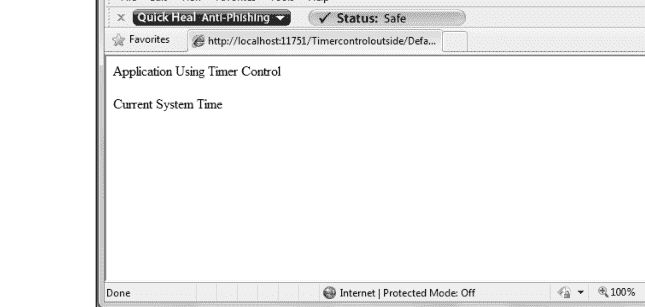 Quick Heal Anti-Phishing Status: Safe
Favorites http://localhost:11751/Timercontroloutside/Defa...
Application Using Timer Control
Current System Time
Done Internet | Protected Mode: Off 100%